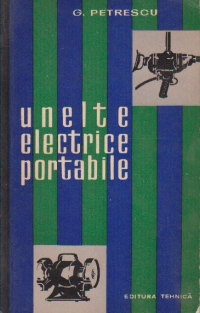 G. PETRESCU
unelte
electrice
portabile
EDITURA TEHNICĂ